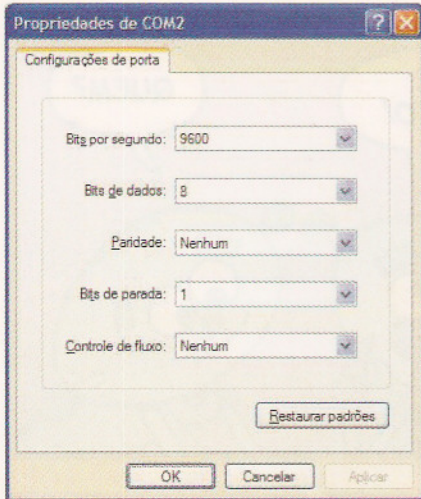 Propriedades de COM2
Configurações de porta
Bits por segundo: 9600
Bits de dados: 8
Paridade: Nenhum
Bits de parada: 1
Controle de fluxo: Nenhum
Restaurar padrões
OK Cancelar Aplicar